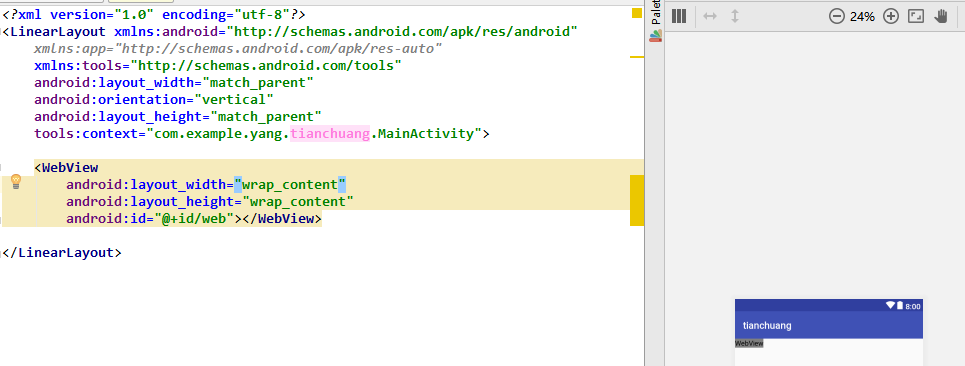 <?xml version="1.0" encoding="utf-8"?>
<LinearLayout xmlns:android="http://schemas.android.com/apk/res/android"
xmlns:app="http://schemas.android.com/apk/res-auto"
xmlns:tools="http://schemas.android.com/tools"
android:layout_width="match_parent"
android:orientation="vertical"
android:layout_height="match_parent"
tools:context="com.example.yang.tianchuang.MainActivity">
<WebView
android:layout_width="wrap_content"
android:layout_height="wrap_content"
android:id="@+id/web"></WebView>
</LinearLayout>
Palet
24%
8:00
tianchuang
WebView